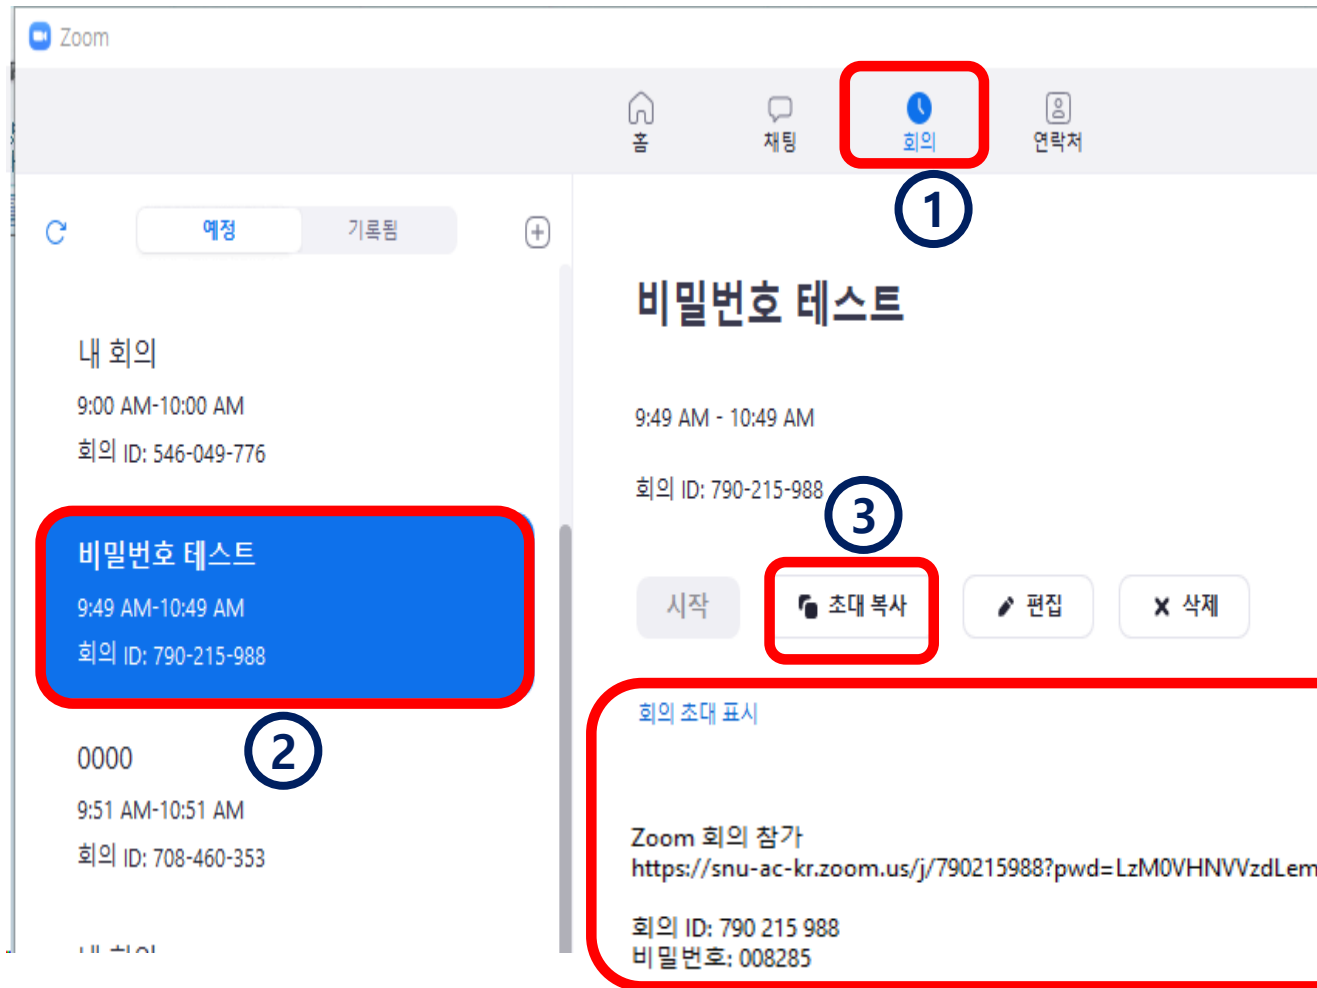 Zoom
홈
채팅
회의
연락처
1
예정
기록됨
내 회의
9:00 AM-10:00 AM
회의 ID: 546-049-776
비밀번호 테스트
9:49 AM-10:49 AM
회의 ID: 790-215-988
2
0000
9:51 AM-10:51 AM
회의 ID: 708-460-353
비밀번호 테스트
9:49 AM - 10:49 AM
회의 ID: 790-215-988
3
시작
초대 복사
편집
삭제
회의 초대 표시
Zoom 회의 참가
https://snu-ac-kr.zoom.us/j/790215988?pwd=LzM0VHNVVzdLem
회의 ID: 790 215 988
비밀번호: 008285